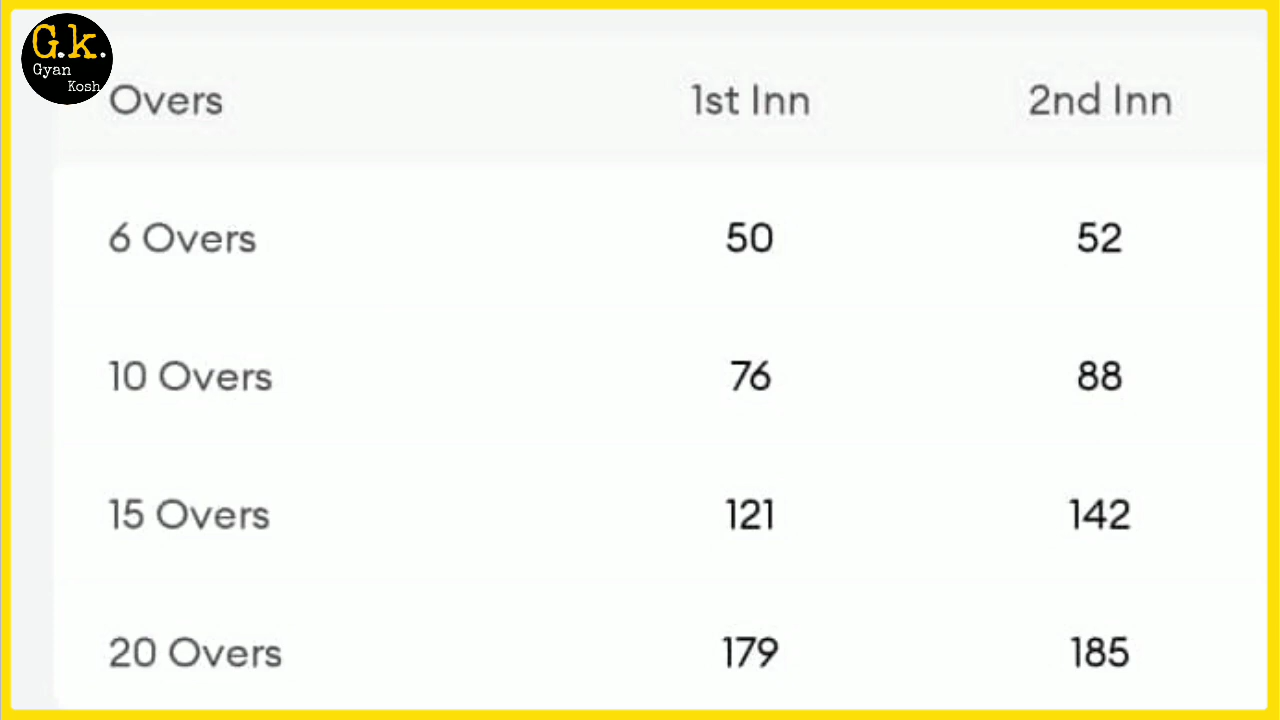 G.k.
Gyan
Kosh
Overs 1st Inn 2nd Inn
6 Overs 50 52
10 Overs 76 88
15 Overs 121 142
20 Overs 179 185